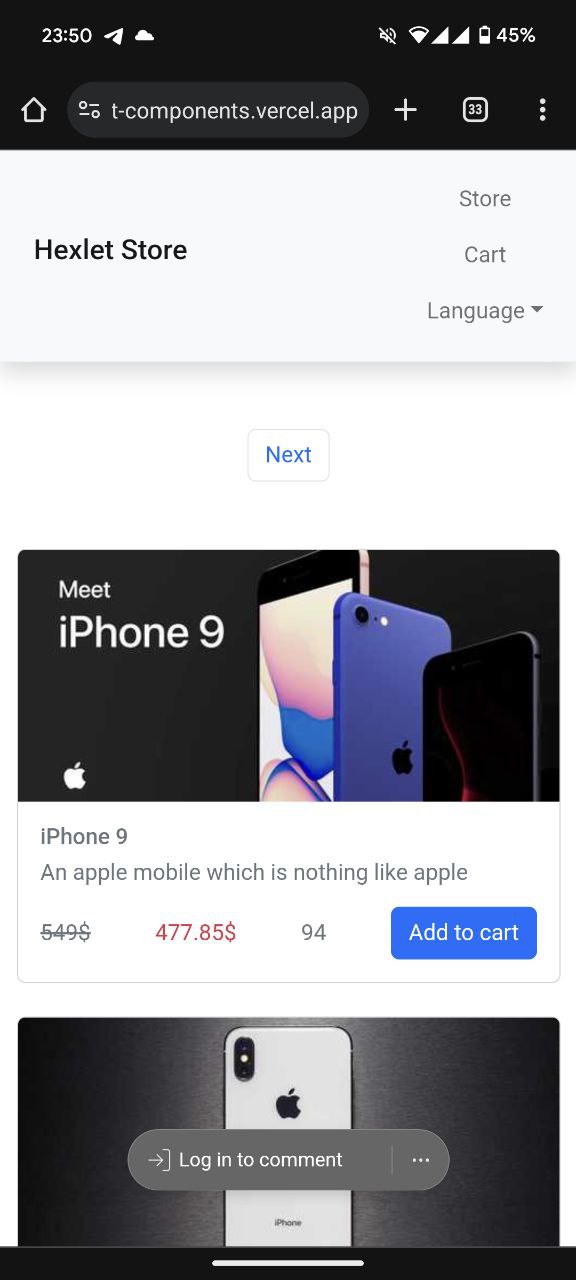 23:50
45%
t-components.vercel.app
33
Store
Hexlet Store
Cart
Language
Next
Meet
iPhone 9
iPhone 9
An apple mobile which is nothing like apple
549$ 477.85$ 94 Add to cart
Log in to comment
iPhone